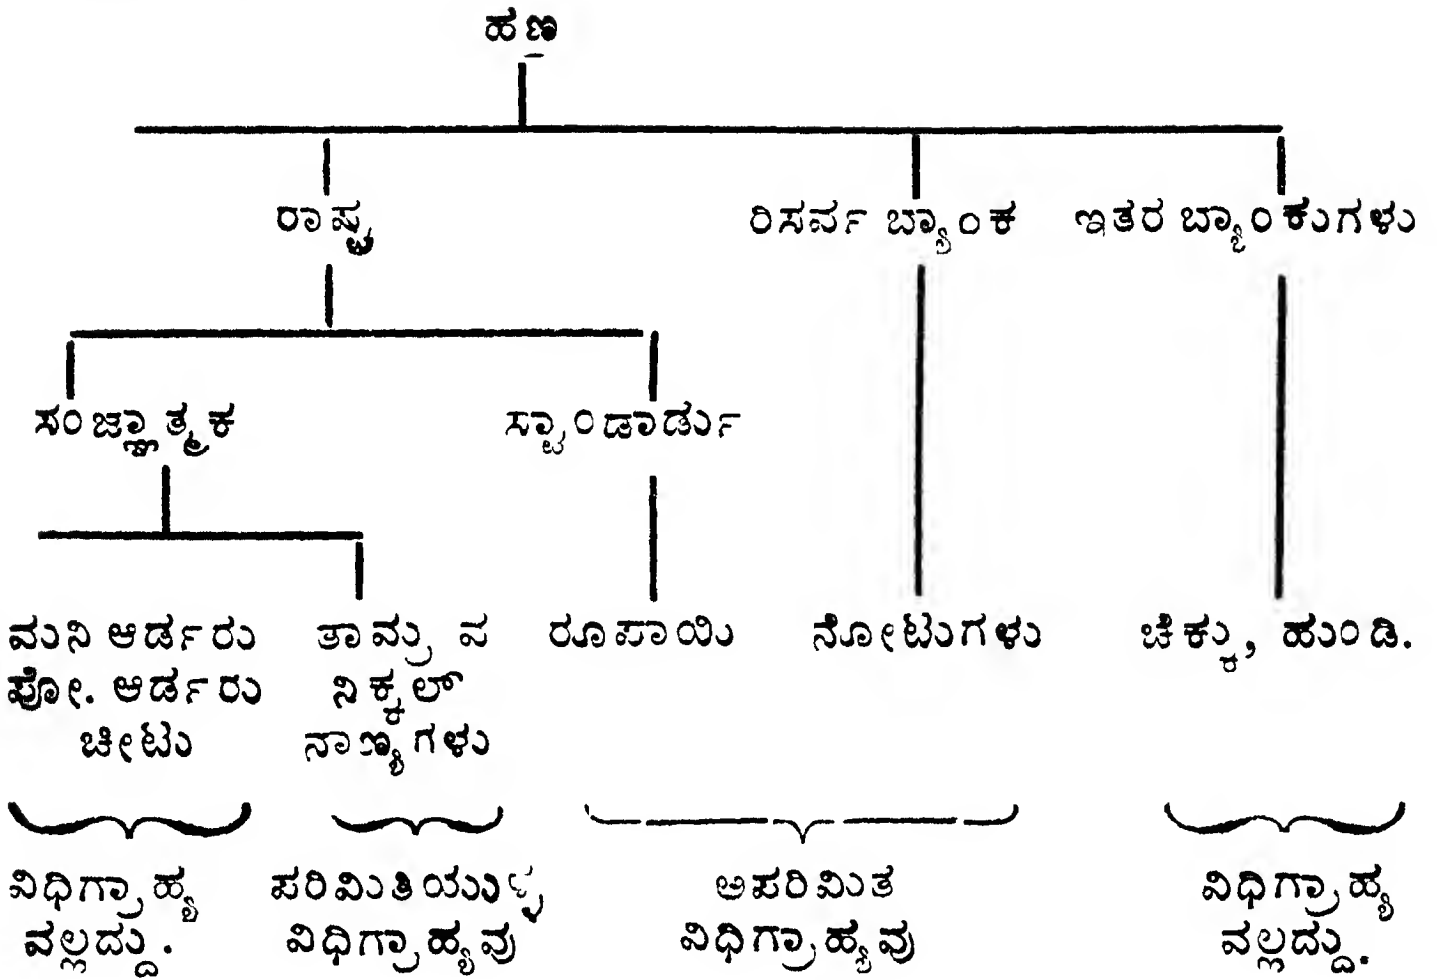 ಹಣ
ರಾಷ್ಟ್ರ ರಿಸರ್ವ ಬ್ಯಾಂಕ ಇತರ ಬ್ಯಾಂಕುಗಳು
ಸಂಜ್ಞಾತ್ಮಕ ಸ್ಟಾಂಡಾರ್ಡು
ಮನಿ ಆರ್ಡರು ತಾಮ್ರ ವ ರೂಪಾಯಿ ನೋಟುಗಳು ಚೆಕ್ಕು, ಹುಂಡಿ.
ಪೋ. ಆರ್ಡರು ನಿಕ್ಕಲ್
ಚೀಟು ನಾಣ್ಯಗಳು
ವಿಧಿಗ್ರಾಹ್ಯ ಪರಿಮಿತಿಯುಳ್ಳ ಅಪರಿಮಿತ ವಿಧಿಗ್ರಾಹ್ಯ
ವಲ್ಲದ್ದು. ವಿಧಿಗ್ರಾಹ್ಯವು ವಿಧಿಗ್ರಾಹ್ಯವು ವಲ್ಲದ್ದು.